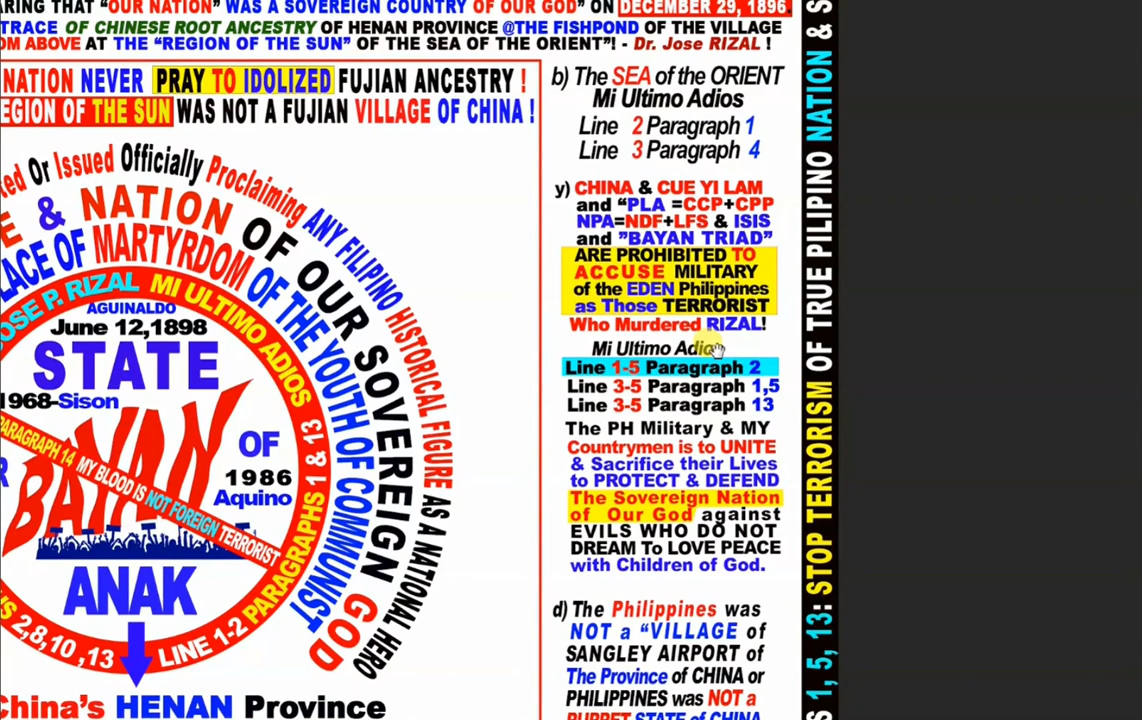 ARING THAT "OUR NATION" WAS A SOVEREIGN COUNTRY OF OUR GOD" ON DECEMBER 29, 1896.
TRACE OF CHINESE ROOT ANCESTRY OF HENAN PROVINCE @THE FISHPOND OF THE VILLAGE
OM ABOVE AT THE "REGION OF THE SUN" OF THE SEA OF THE ORIENT"! - Dr. Jose RIZAL !
NATION NEVER PRAY TO IDOLIZED FUJIAN ANCESTRY !
EGION OF THE SUN WAS NOT A FUJIAN VILLAGE OF CHINA !
ted Or Issued Officially Proclaiming ANY FILIPINO HISTORICAL FIGURE AS A NATIONAL HERO
E & NATION OF OUR SOVEREIGN GOD
LACE OF MARTYRDOM OF THE YOUTH OF COMMUNIST
JOSE P. RIZAL MI ULTIMO ADIOS
AGUINALDO
June 12,1898
STATE
1968-Sison
OF
1986
Aquino
BAYAN
PARAGRAPH 14 MY BLOOD IS NOT FOREIGN TERRORIST
ANAK
2,8,10 ,13 LINE 1-2 PARAGRAPHS 1 & 13
China's HENAN Province
b) The SEA of the ORIENT
Mi Ultimo Adios
Line 2 Paragraph 1
Line 3 Paragraph 4
y) CHINA & CUE YI LAM
and "PLA =CCP+CPP
NPA=NDF+LFS & ISIS
and "BAYAN TRIAD"
ARE PROHIBITED TO
ACCUSE MILITARY
of the EDEN Philippines
as Those TERRORIST
Who Murdered RIZAL!
Mi Ultimo Adios
Line 1-5 Paragraph 2
Line 3-5 Paragraph 1,5
Line 3-5 Paragraph 13
The PH Military & MY
Countrymen is to UNITE
& Sacrifice their Lives
to PROTECT & DEFEND
The Sovereign Nation
of Our God against
EVILS WHO DO NOT
DREAM To LOVE PEACE
with Children of God.
d) The Philippines was
NOT a "VILLAGE of
SANGLEY AIRPORT of
The Province of CHINA or
PHILIPPINES was NOT a
PUPPET STATE of CHINA
S 1, 5, 13: STOP TERRORISM OF TRUE PILIPINO NATION & S